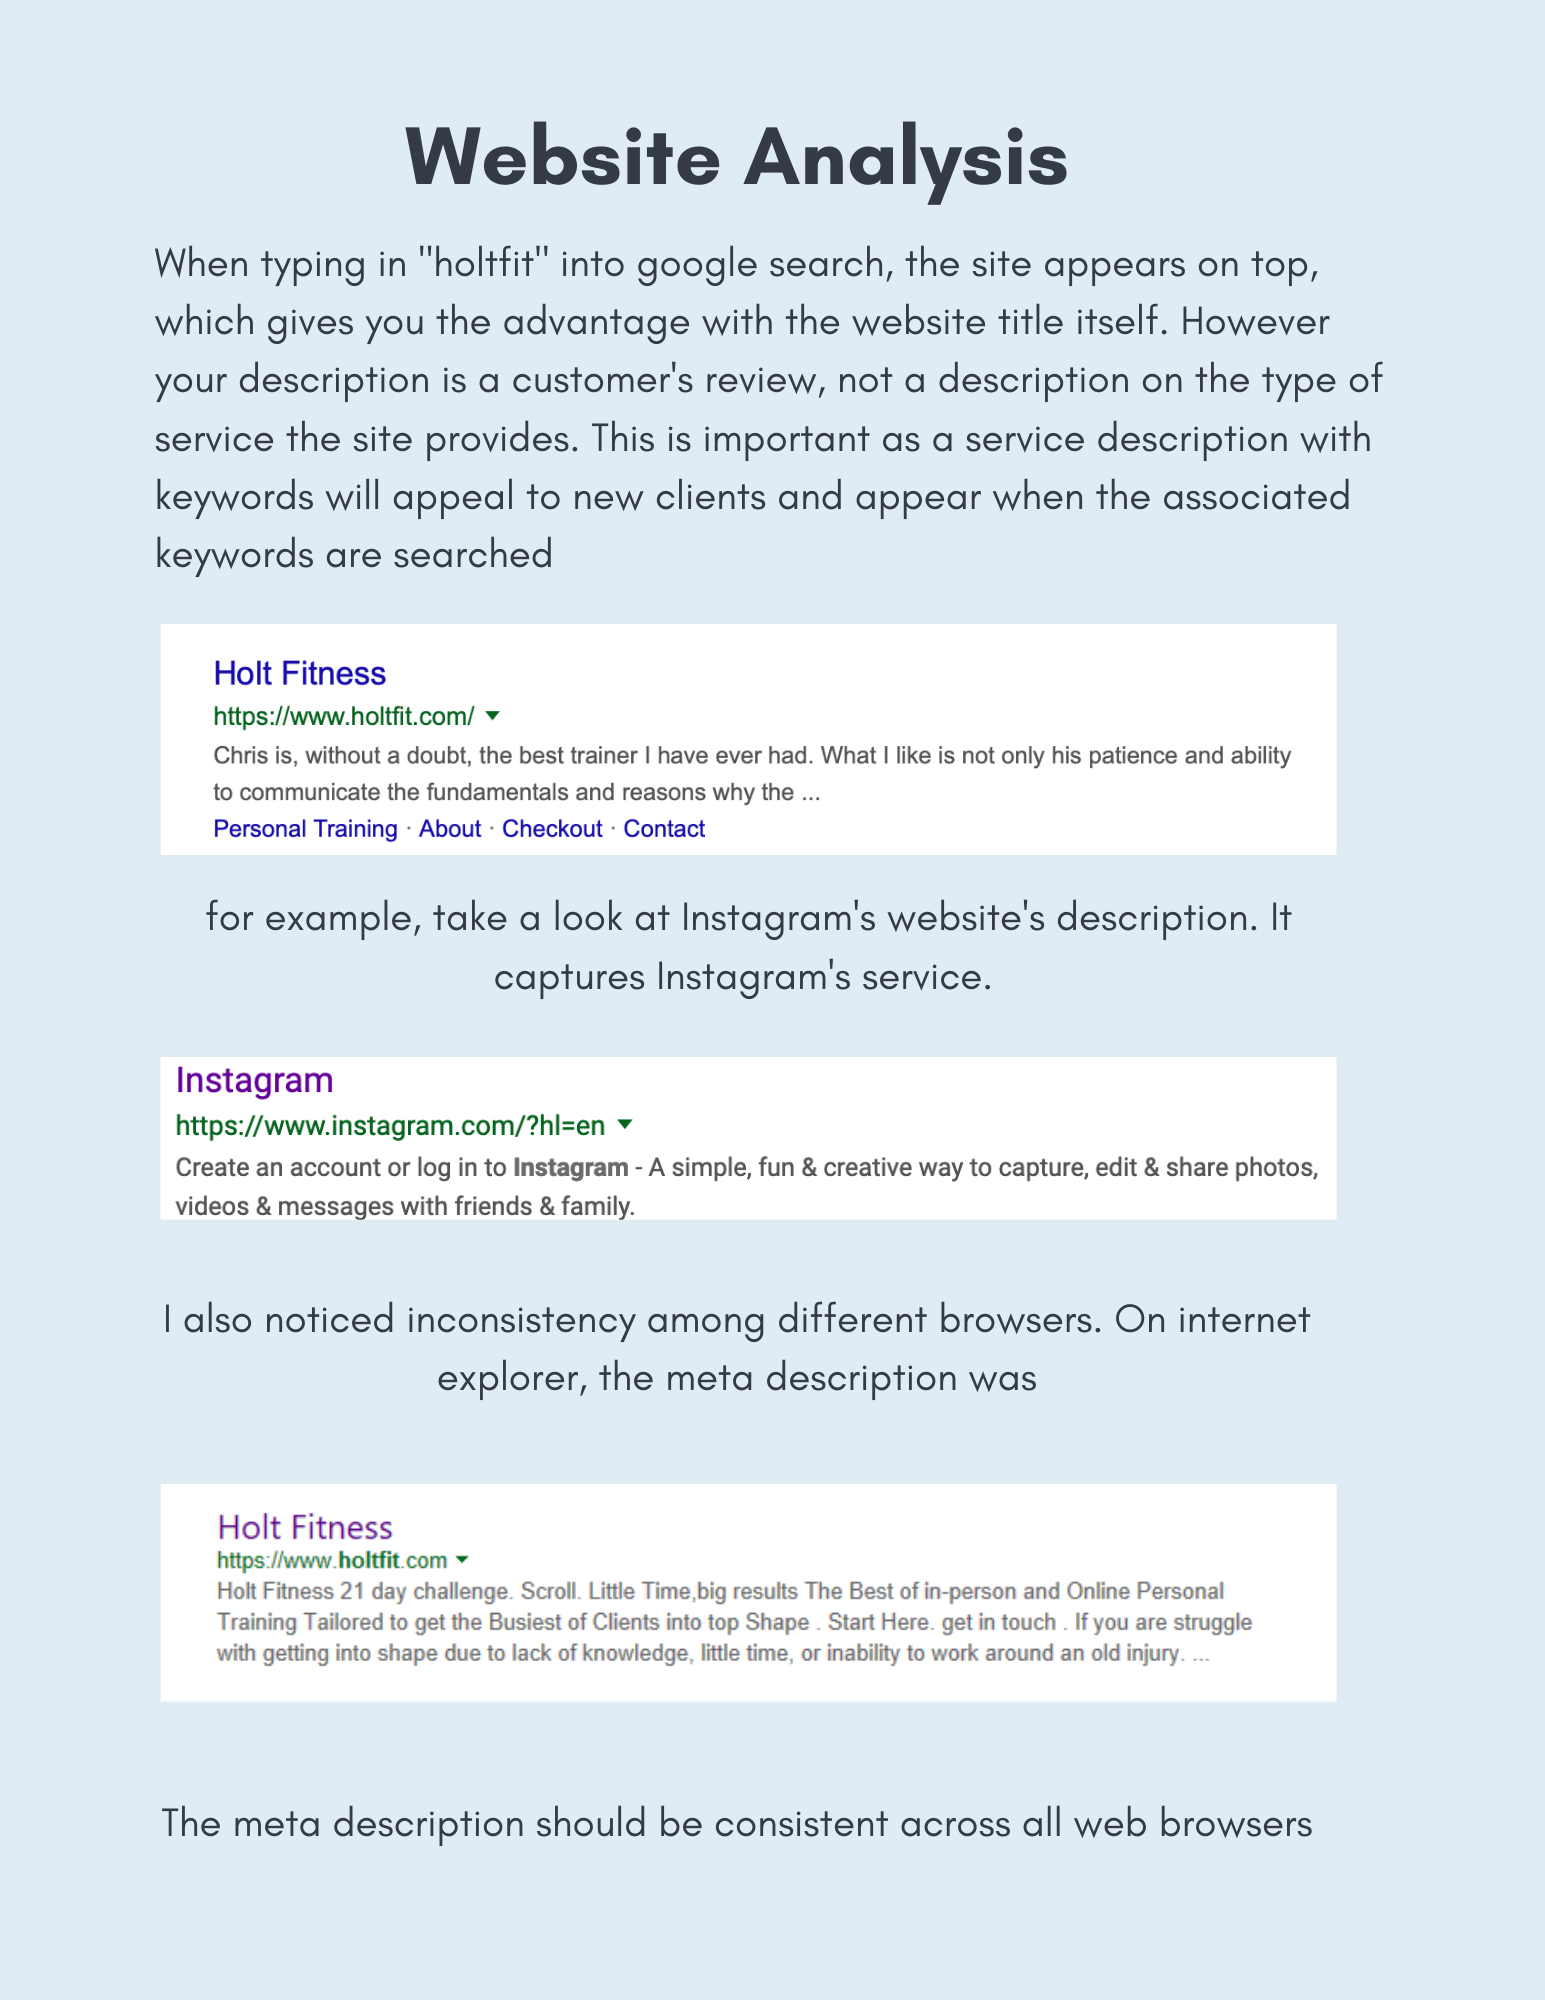 Website Analysis
When typing in "holtfit" into google search, the site appears on top,
which gives you the advantage with the website title itself. However
your description is a customer's review, not a description on the type of
service the site provides. This is important as a service description with
keywords will appeal to new clients and appear when the associated
keywords are searched
Holt Fitness
https://www.holtfit.com/
Chris is, without a doubt, the best trainer I have ever had. What I like is not only his patience and ability
to communicate the fundamentals and reasons why the ...
Personal Training · About · Checkout · Contact
for example, take a look at Instagram's website's description. It
captures Instagram's service.
Instagram
https://www.instagram.com/?hl=en
Create an account or log in to Instagram - A simple, fun & creative way to capture, edit & share photos,
videos & messages with friends & family.
I also noticed inconsistency among different browsers. On internet
explorer, the meta description was
Holt Fitness
https://www.holtfit.com
Holt Fitness 21 day challenge. Scroll. Little Time,big results The Best of in-person and Online Personal
Training Tailored to get the Busiest of Clients into top Shape . Start Here. get in touch . If you are struggle
with getting into shape due to lack of knowledge, little time, or inability to work around an old injury. ...
The meta description should be consistent across all web browsers